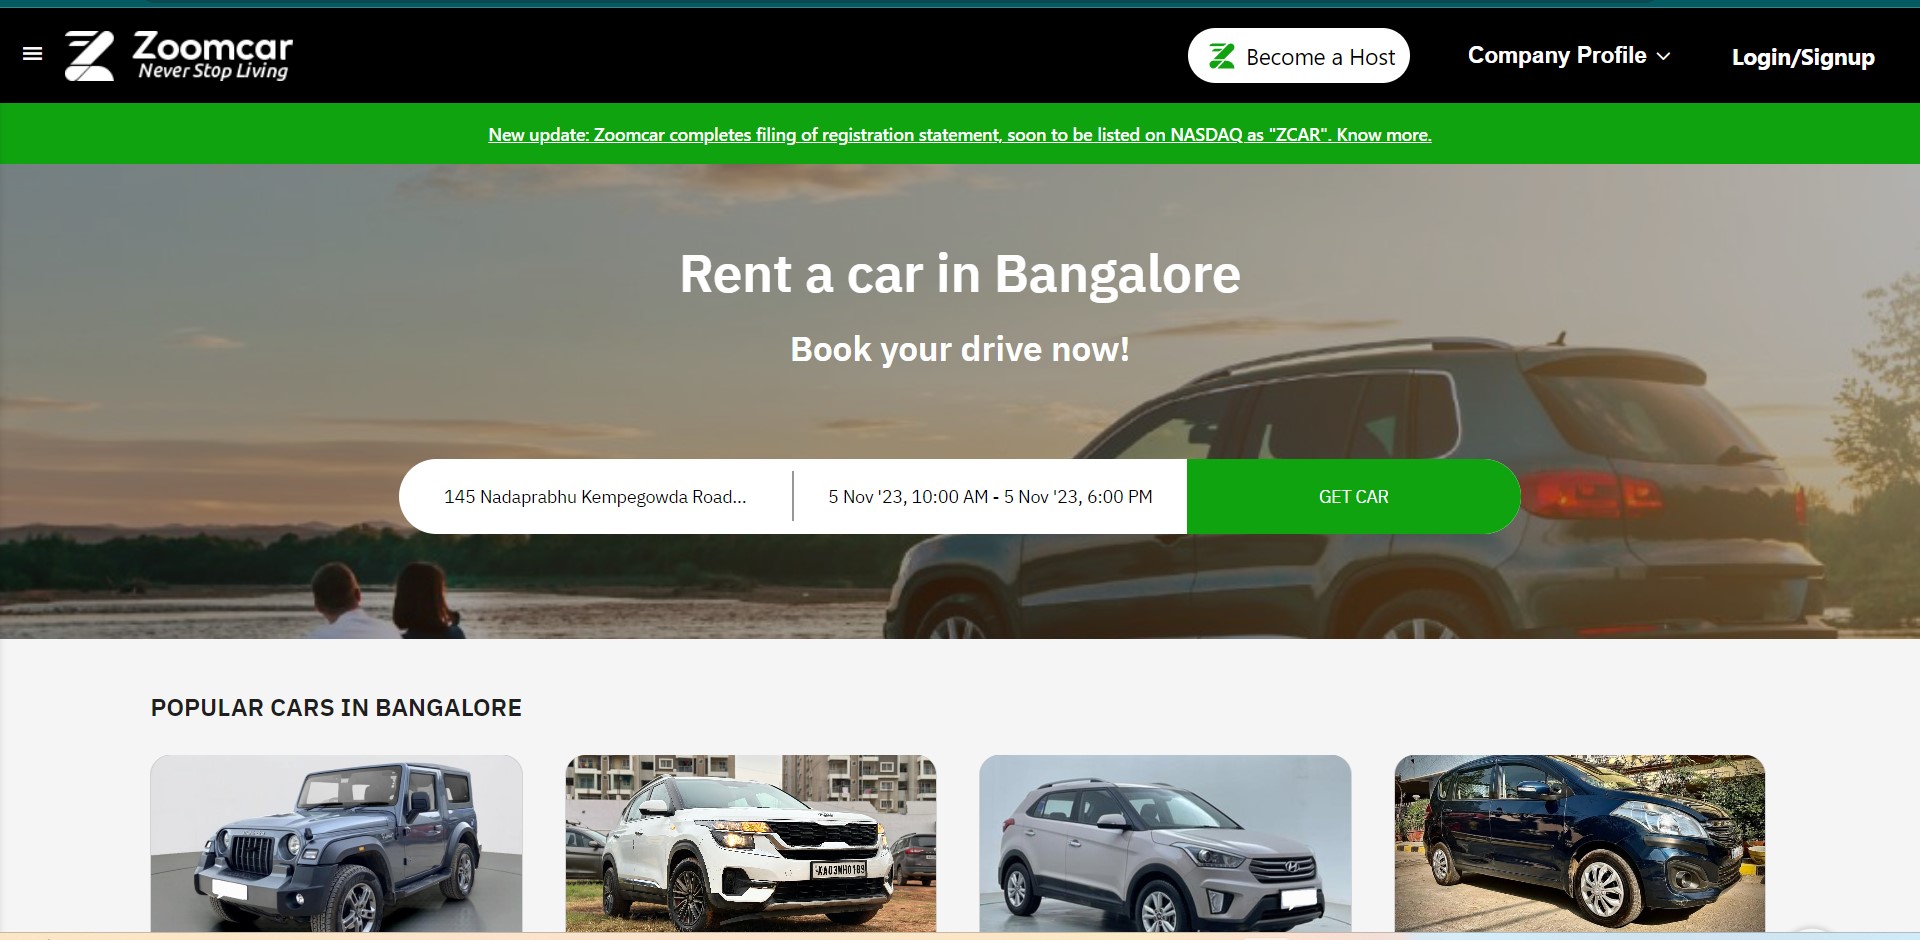 Zoomcar
Never Stop Living
Become a Host
Company Profile
Login/Signup
New update: Zoomcar completes filing of registration statement, soon to be listed on NASDAQ as "ZCAR". Know more.
Rent a car in Bangalore
Book your drive now!
145 Nadaprabhu Kempegowda Road...
5 Nov '23, 10:00 AM - 5 Nov '23, 6:00 PM
GET CAR
POPULAR CARS IN BANGALORE
KA03MH0189